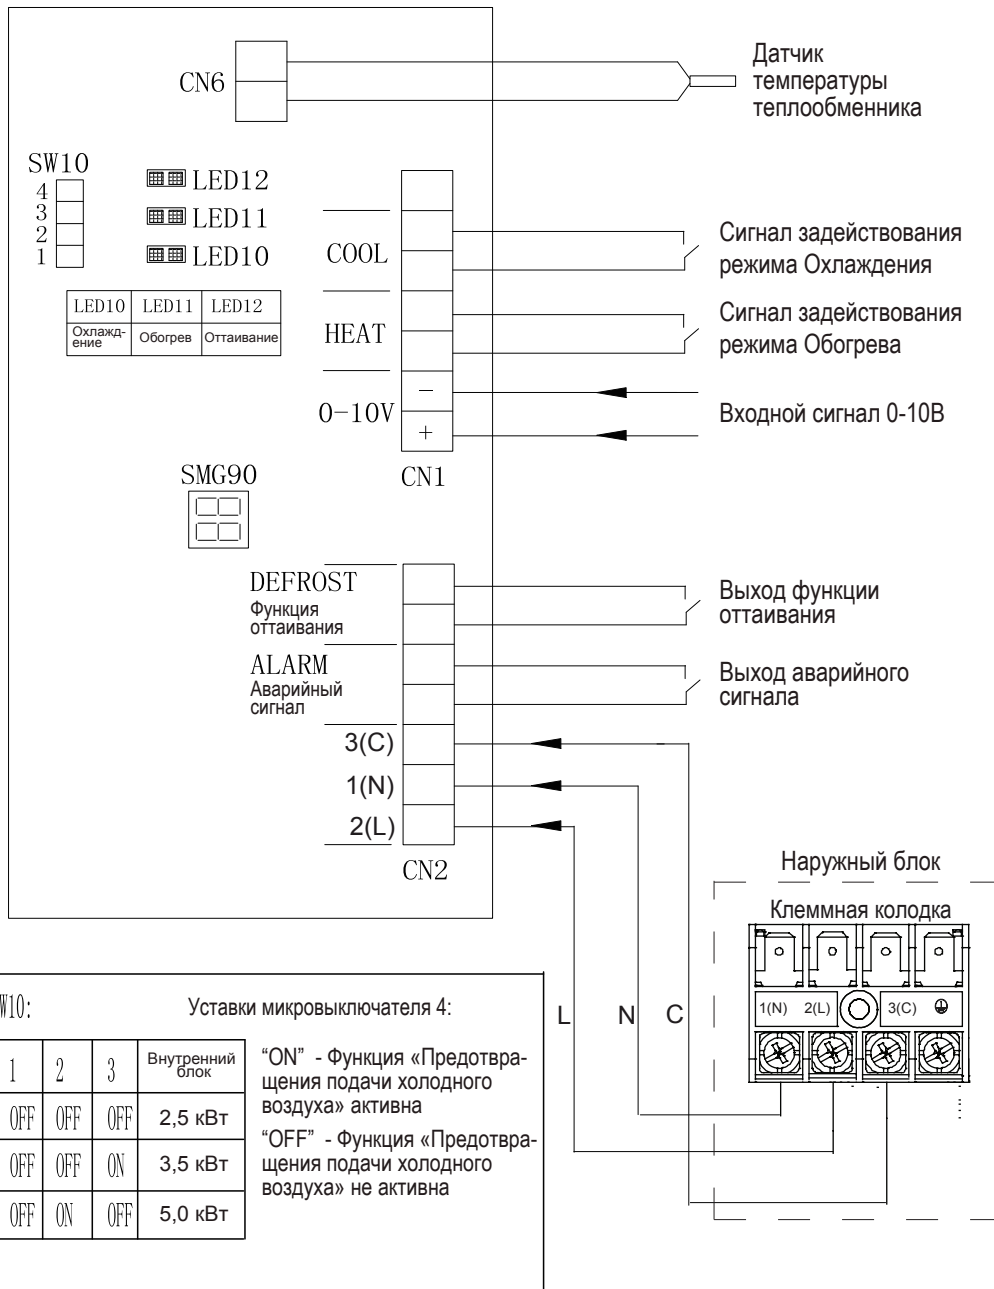 CN6
Датчик
температуры
теплообменника
SW10
4
3
2
1
LED12
LED11
LED10
LED10 LED11 LED12
Охлажд-
ение
Обогрев
Оттаивание
COOL
Сигнал задействования
режима Охлаждения
HEAT
Сигнал задействования
режима Обогрева
0-10V
−
+
Входной сигнал 0-10В
CN1
SMG90
DEFROST
Функция
оттаивания
Выход функции
оттаивания
ALARM
Аварийный
сигнал
Выход аварийного
сигнала
3(C)
1(N)
2(L)
CN2
Наружный блок
Клеммная колодка
1(N) 2(L) 3(C)
L N C
W10:
1 2 3 Внутренний
блок
OFF OFF OFF 2,5 кВт
OFF OFF ON 3,5 кВт
OFF ON OFF 5,0 кВт
Уставки микровыключателя 4:
“ON” - Функция «Предотвра-
щения подачи холодного
воздуха» активна
“OFF” - Функция «Предотвра-
щения подачи холодного
воздуха» не активна